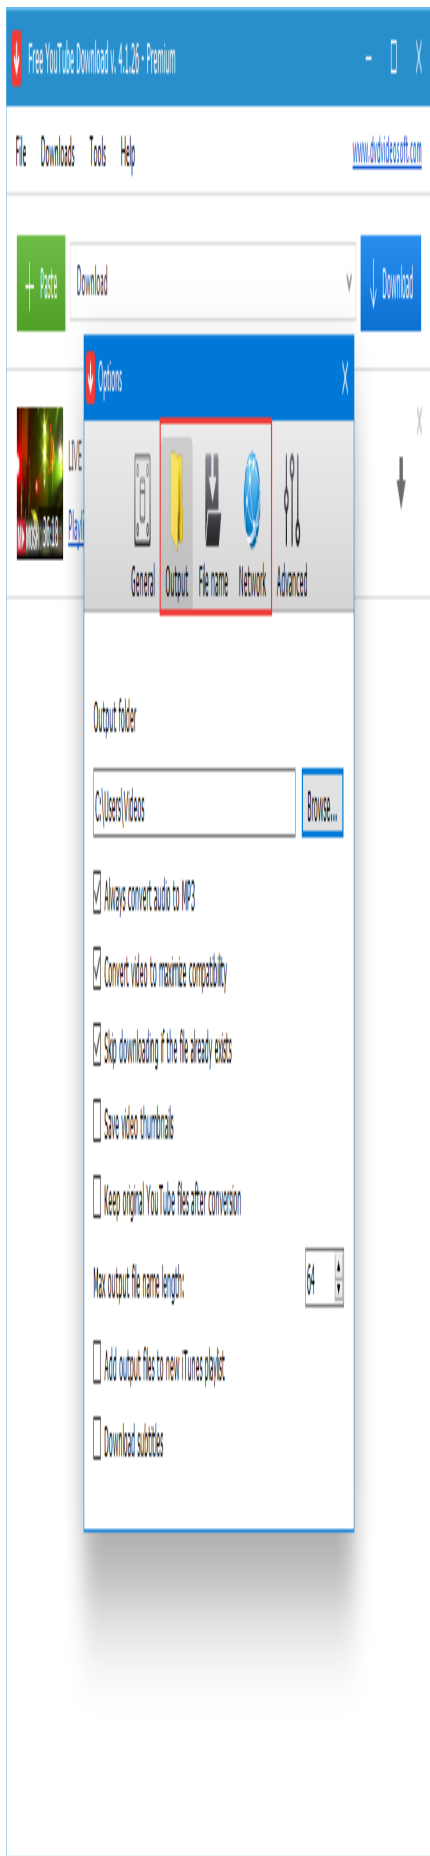 Free YouTube Download v. 4.1.26 - Premium
File Downloads Tools Help www.dvdvideosoft.com
Paste Download Download
Options
LIVE
General Output File name Network Advanced
Output folder
C:\Users\Videos Browse...
Always convert audio to MP3
Convert video to maximize compatibility
Skip downloading if the file already exists
Save video thumbnails
Keep original YouTube files after conversion
Max output file name length: 64
Add output files to new iTunes playlist
Download subtitles